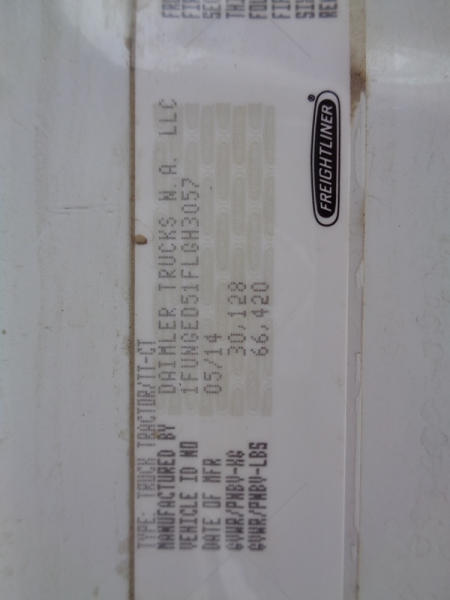 FREIGHTLINER®
TYPE: TRUCK TRACTOR/TT-CT
MANUFACTURED BY DAIMLER TRUCKS N.A. LLC
VEHICLE ID NO 1FUNGED51FLGH3057
DATE OF MFR 05/14
GVWR/PNBV-KG 30,128
GVWR/PNBV-LBS 66,420